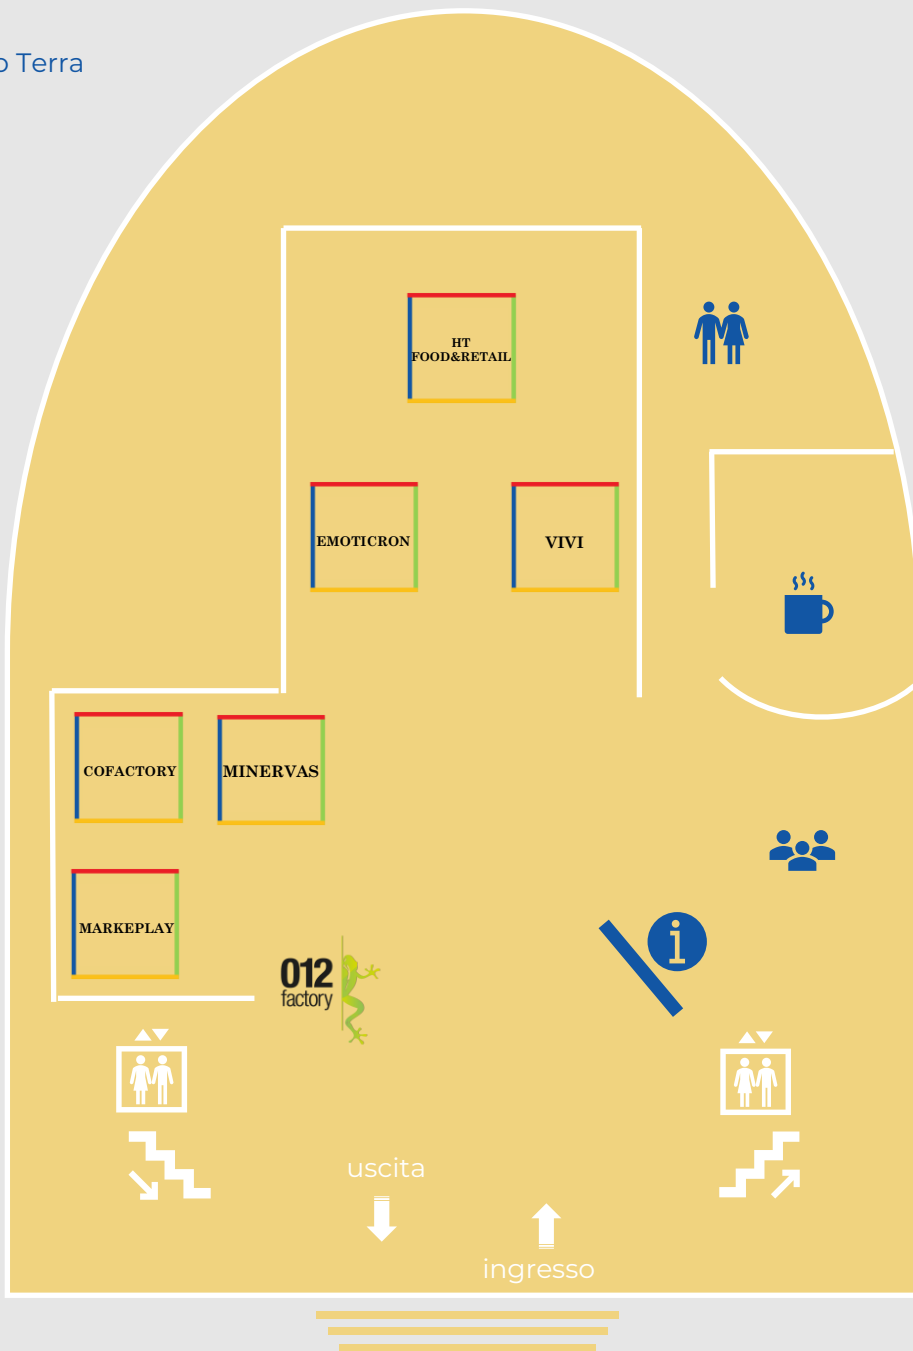 o Terra
HT
FOOD&RETAIL
EMOTICRON
VIVI
COFACTORY
MINERVAS
MARKEPLAY
012
factory
i
uscita
ingresso